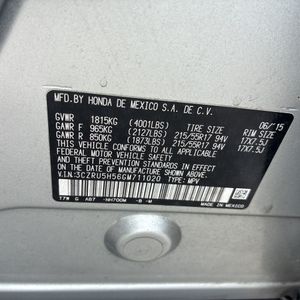 MFD.BY HONDA DE MEXICO S.A. DE C.V.
06/15
GVWR 1815KG (4001LBS) TIRE SIZE RIM SIZE
GAWR F 965KG (2127LBS) 215/55R17 94V 17X7.5J
GAWR R 850KG (1873LBS) 215/55R17 94V 17X7.5J
THIS VEHICLE CONFORMS TO ALL APPLICABLE
FEDERAL MOTOR VEHICLE SAFETY AND
THEFT PREVENTION STANDARDS IN EFFECT ON THE
DATE OF MANUFACTURE SHOWN ABOVE.
V.I.N:3CZRU5H56GM711020 TYPE: MPV
T7W G AB7 -NH700M -B -M MADE IN MEXICO